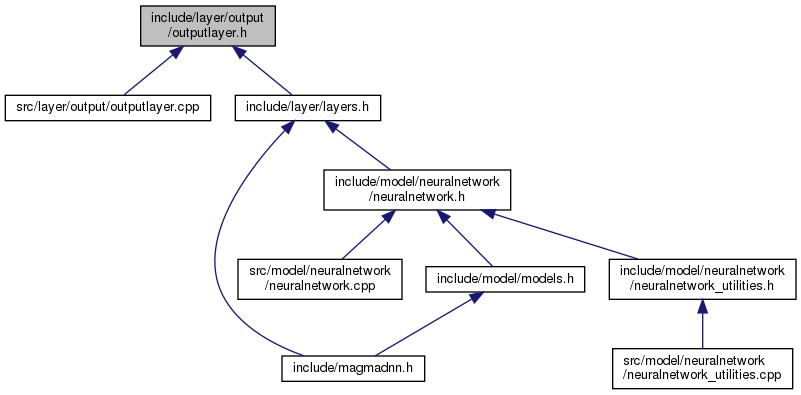 include/layer/output
/outputlayer.h
src/layer/output/outputlayer.cpp
include/layer/layers.h
include/model/neuralnetwork
/neuralnetwork.h
src/model/neuralnetwork
/neuralnetwork.cpp
include/model/models.h
include/model/neuralnetwork
/neuralnetwork_utilities.h
include/magmadnn.h
src/model/neuralnetwork
/neuralnetwork_utilities.cpp